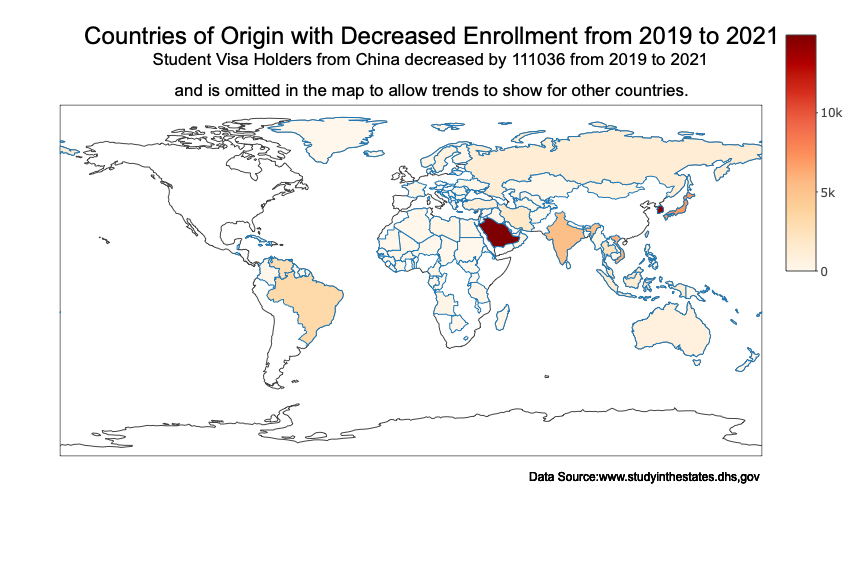 Countries of Origin with Decreased Enrollment from 2019 to 2021
Student Visa Holders from China decreased by 111036 from 2019 to 2021
and is omitted in the map to allow trends to show for other countries.
10k
5k
0
Data Source:www.studyinthestates.dhs,gov